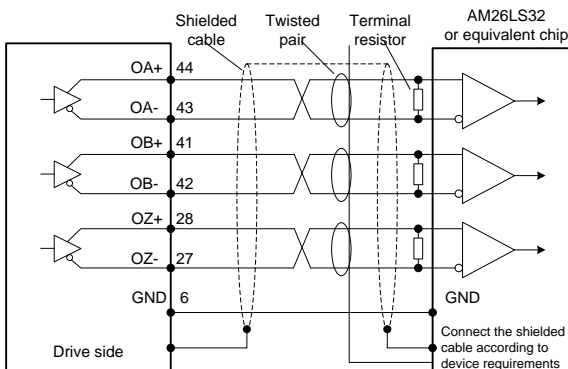 Shielded
cable
Twisted
pair
Terminal
resistor
AM26LS32
or equivalent chip
OA+ 44
OA- 43
OB+ 41
OB- 42
OZ+ 28
OZ- 27
GND 6
GND
Drive side
Connect the shielded
cable according to
device requirements